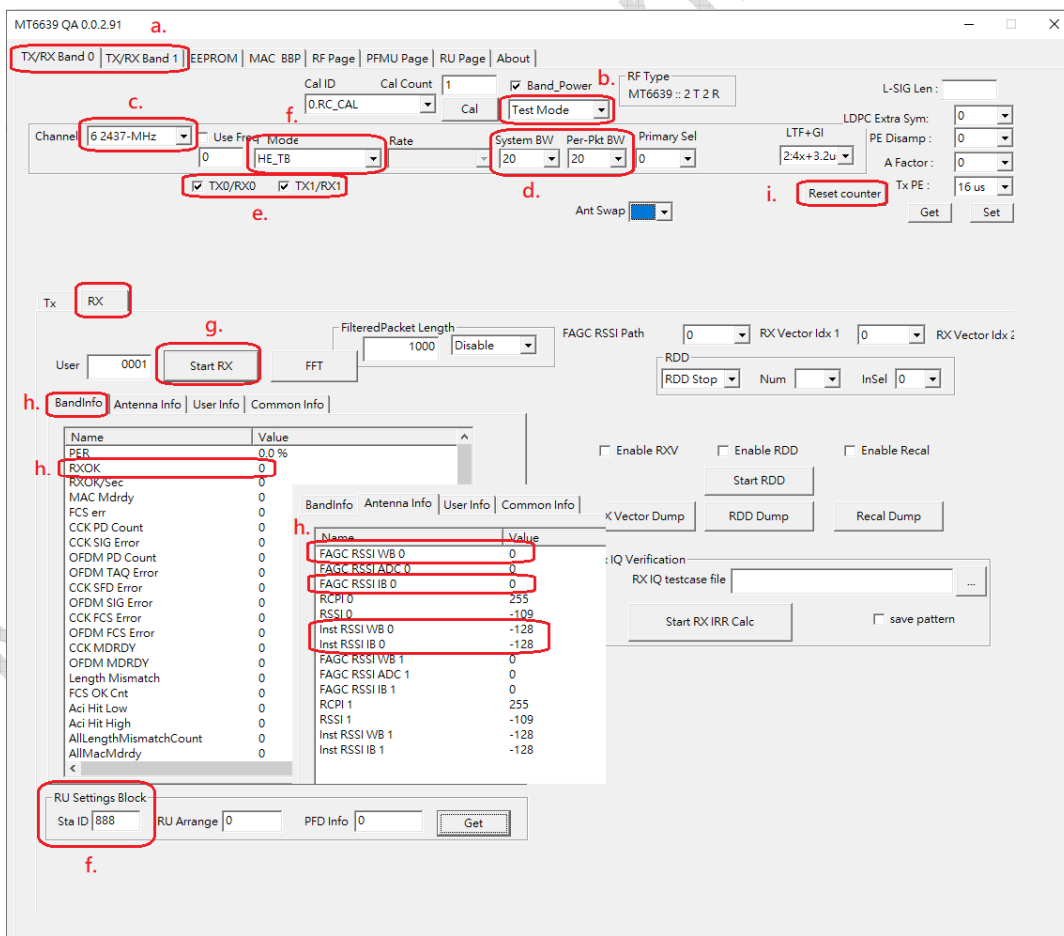 MT6639 QA 0.0.2.91
a.
TX/RX Band 0 TX/RX Band 1 EEPROM MAC BBP RF Page PFMU Page RU Page About
Cal ID Cal Count 1 Band_Power b. RF Type
MT6639 :: 2 T 2 R
L-SIG Len :
c. f. 0.RC_CAL Cal Test Mode
LDPC Extra Sym: 0
Channel 6 2437-MHz Use Freq Mode Rate System BW Per-Pkt BW Primary Sel LTF+GI PE Disamp : 0
0 HE_TB 20 20 0 2:4x+3.2u A Factor : 0
TX0/RX0 TX1/RX1 d. i. Reset counter Tx PE : 16 us
e. Ant Swap Get Set
Tx RX
g. FilteredPacket Length FAGC RSSI Path 0 RX Vector Idx 1 0 RX Vector Idx 2
1000 Disable
User 0001 Start RX FFT
RDD
RDD Stop Num InSel 0
h. BandInfo Antenna Info User Info Common Info
Name Value
PER 0.0 %
h. RXOK 0
RXOK/Sec 0
MAC Mdrdy 0
FCS err 0
CCK PD Count 0
CCK SIG Error 0
OFDM PD Count 0
OFDM TAQ Error 0
CCK SFD Error 0
OFDM SIG Error 0
CCK FCS Error 0
OFDM FCS Error 0
CCK MDRDY 0
OFDM MDRDY 0
Length Mismatch 0
FCS OK Cnt 0
Aci Hit Low 0
Aci Hit High 0
AllLengthMismatchCount 0
AllMacMdrdy 0
BandInfo Antenna Info User Info Common Info
h. Name Value
FAGC RSSI WB 0 0
FAGC RSSI ADC 0 0
FAGC RSSI IB 0 0
RCPI 0 255
RSSI 0 -109
Inst RSSI WB 0 -128
Inst RSSI IB 0 -128
FAGC RSSI WB 1 0
FAGC RSSI ADC 1 0
FAGC RSSI IB 1 0
RCPI 1 255
RSSI 1 -109
Inst RSSI WB 1 -128
Inst RSSI IB 1 -128
Enable RXV Enable RDD Enable Recal
Start RDD
Vector Dump RDD Dump Recal Dump
IQ Verification
RX IQ testcase file ...
Start RX IRR Calc save pattern
RU Settings Block
Sta ID 888 RU Arrange 0 PFD Info 0 Get
f.